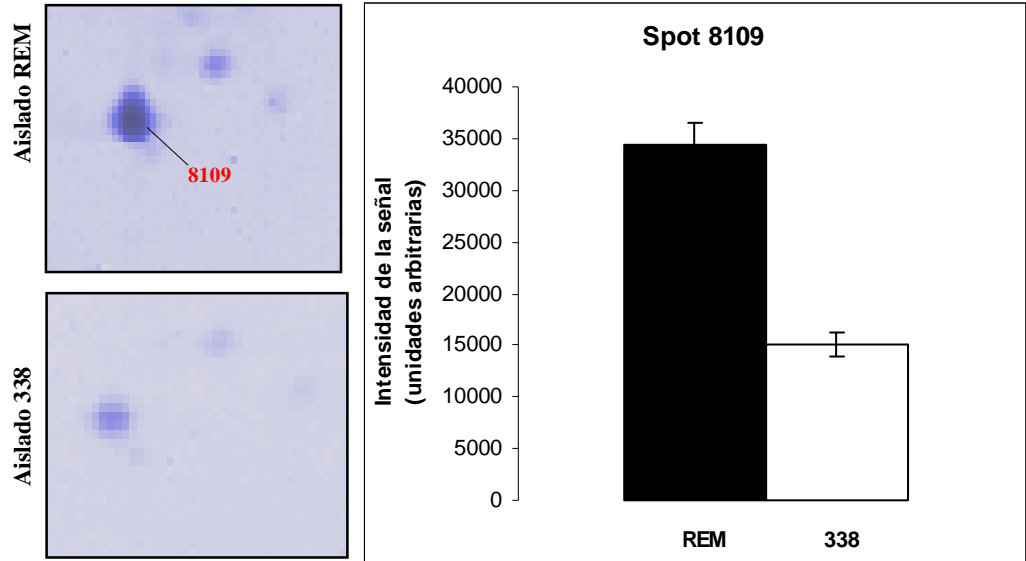 Aislado REM
8109
Aislado 338
Spot 8109
Intensidad de la señal
(unidades arbitrarias)
40000
35000
30000
25000
20000
15000
10000
5000
0
REM
338